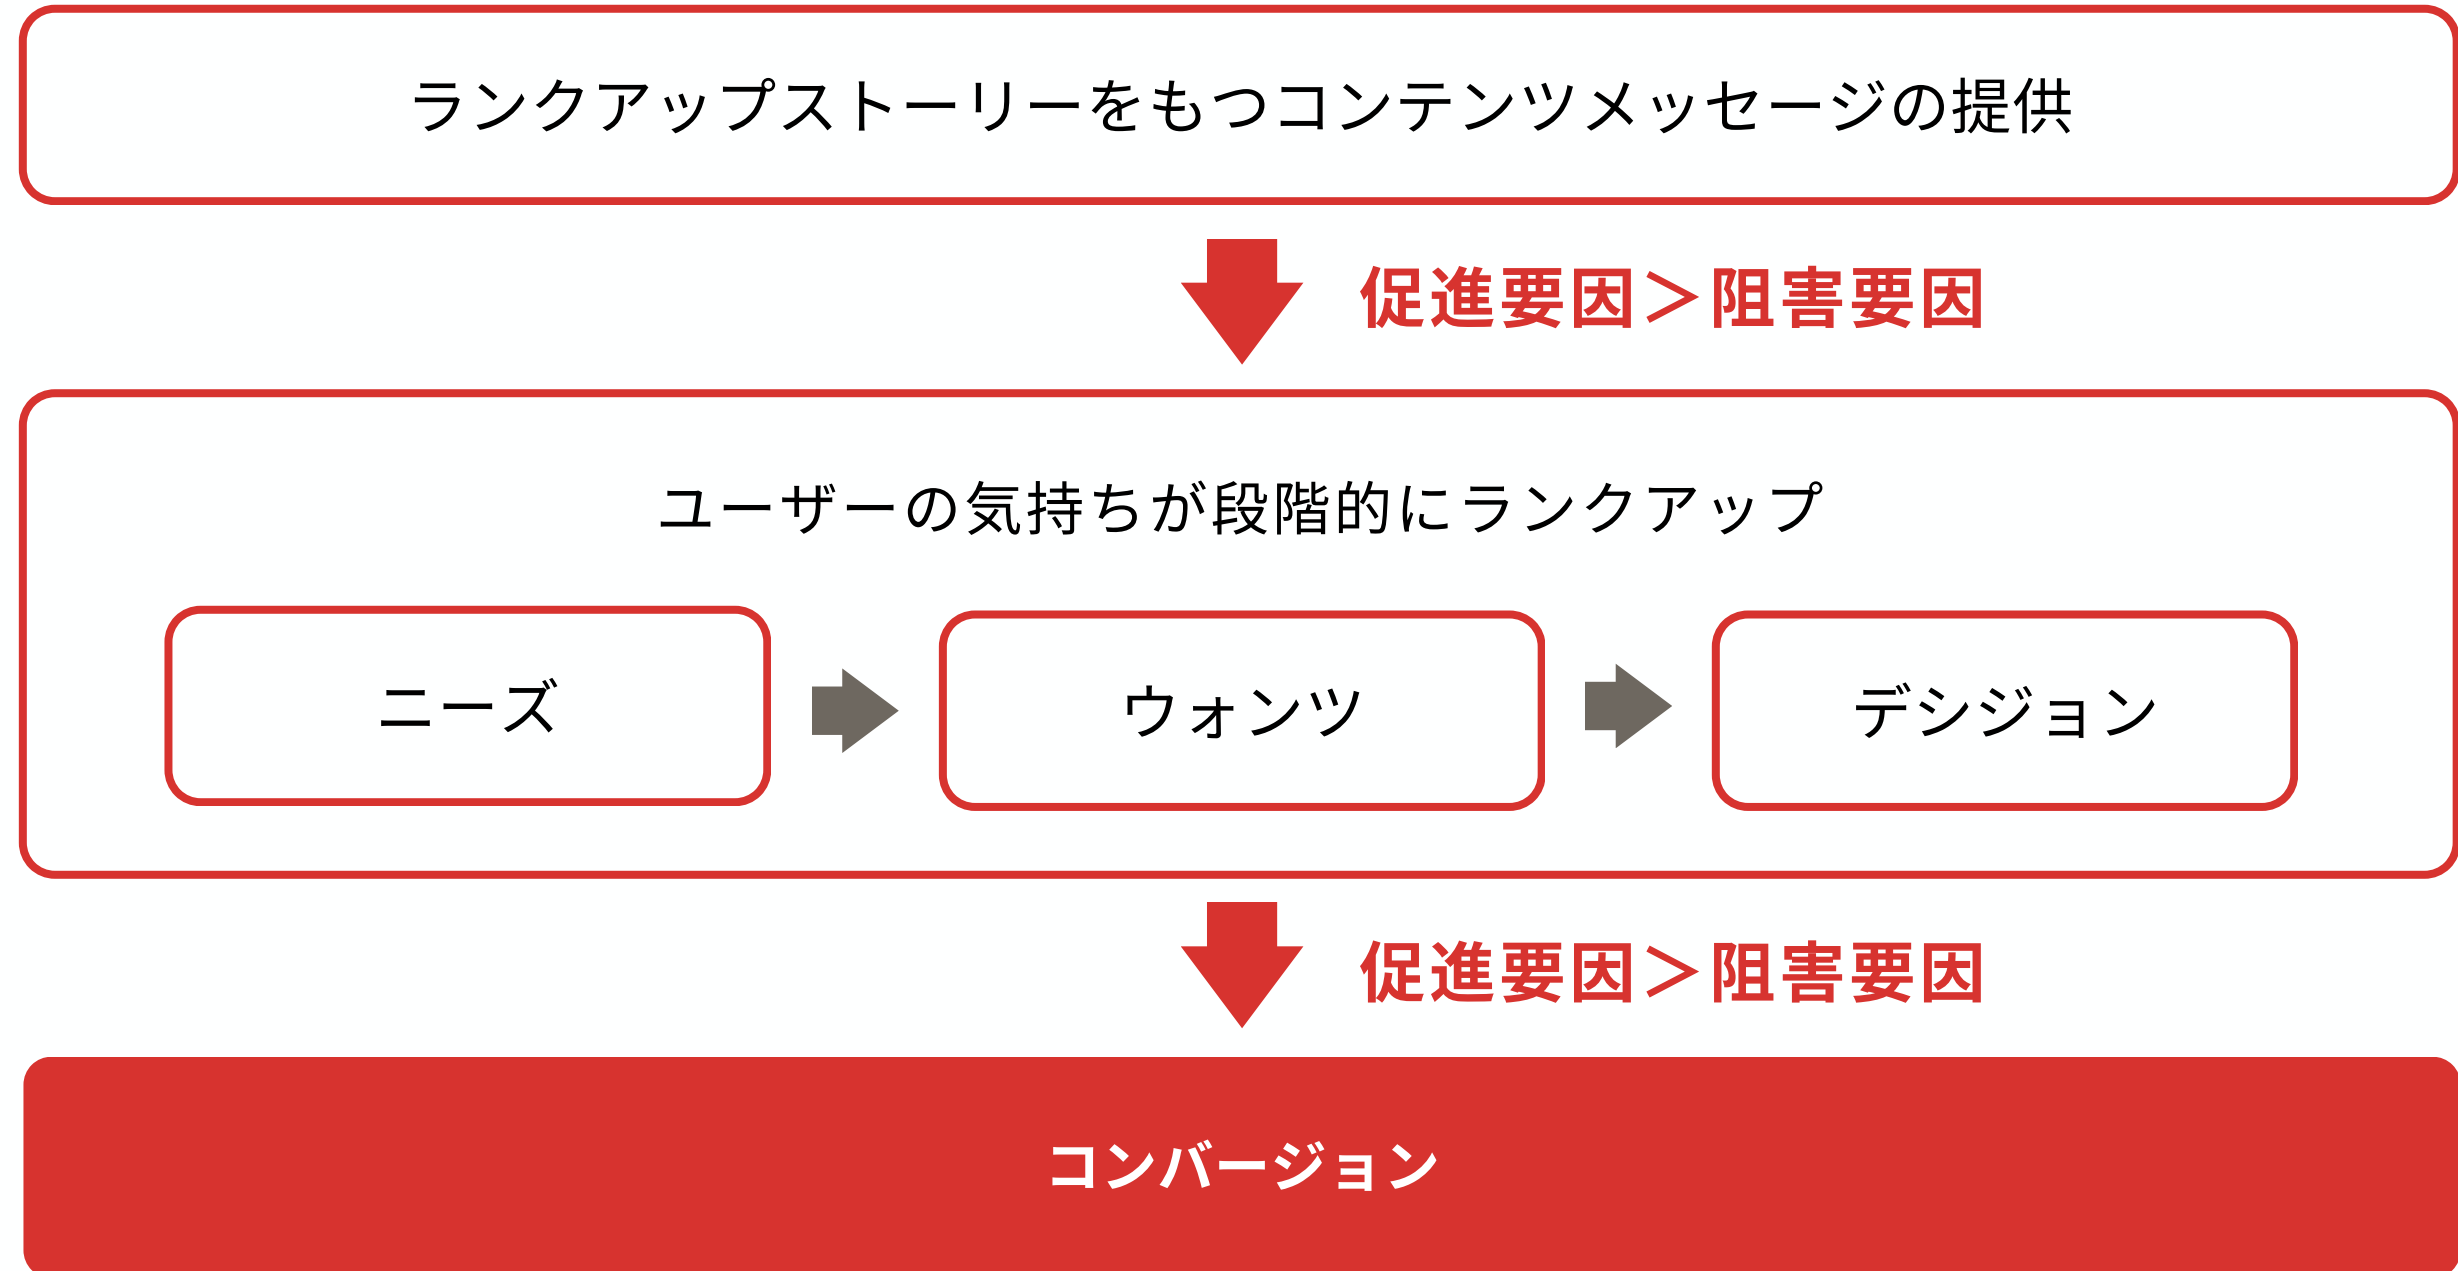 ランクアップストーリーをもつコンテンツメッセージの提供
促進要因＞阻害要因
ユーザーの気持ちが段階的にランクアップ
ニーズ
ウォンツ
デシジョン
促進要因＞阻害要因
コンバージョン